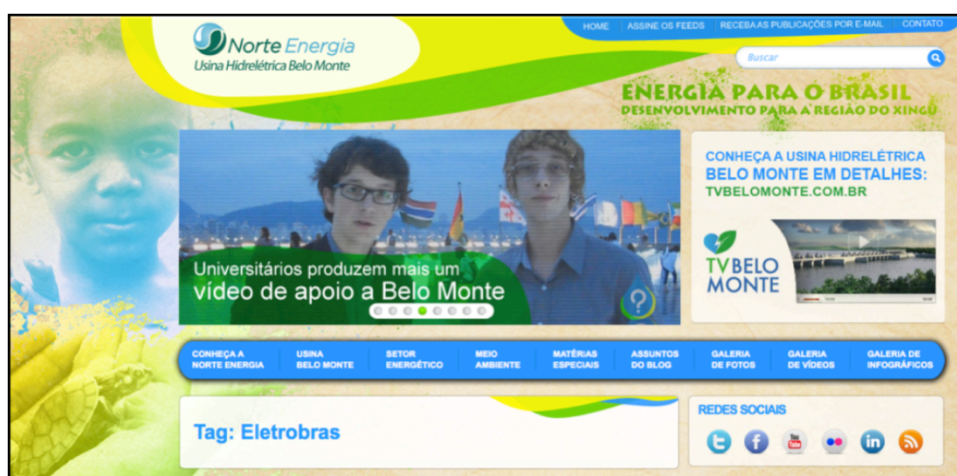 HOME ASSINE OS FEEDS RECEBA AS PUBLICAÇÕES POR E-MAIL CONTATO
Norte Energia
Usina Hidrelétrica Belo Monte
Buscar
ENERGIA PARA O BRASIL
DESENVOLVIMENTO PARA A REGIÃO DO XINGU
CONHEÇA A USINA HIDRELÉTRICA
BELO MONTE EM DETALHES:
TVBELOMONTE.COM.BR
TV BELO
MONTE
Universitários produzem mais um
vídeo de apoio a Belo Monte
CONHEÇA A
NORTE ENERGIA
USINA
BELO MONTE
SETOR
ENERGÉTICO
MEIO
AMBIENTE
MATÉRIAS
ESPECIAIS
ASSUNTOS
DO BLOG
GALERIA
DE FOTOS
GALERIA
DE VÍDEOS
GALERIA DE
INFOGRÁFICOS
Tag: Eletrobras
REDES SOCIAIS